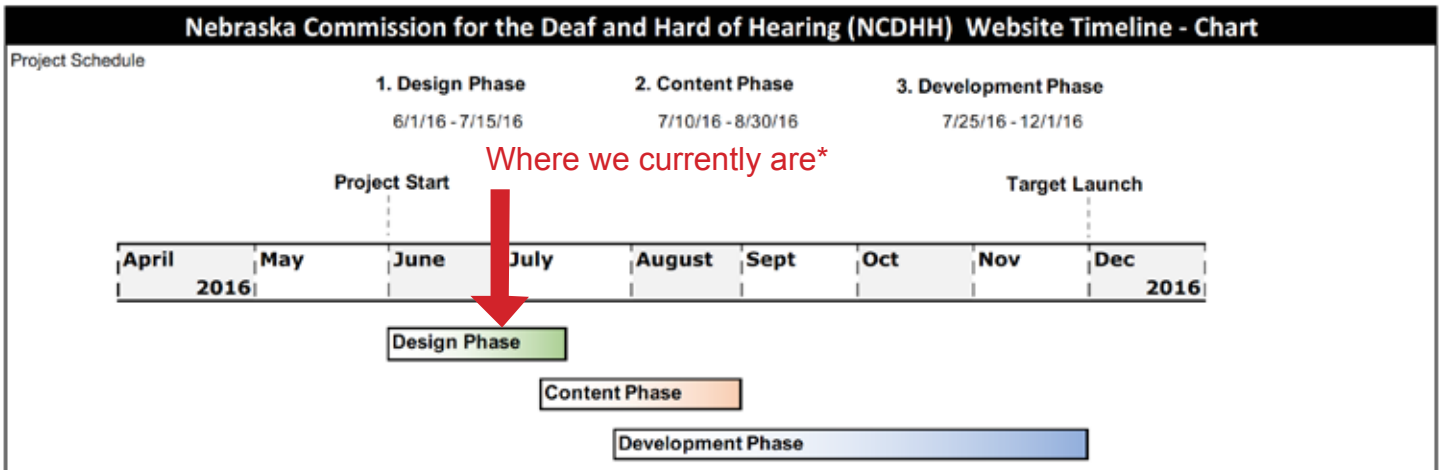 Nebraska Commission for the Deaf and Hard of Hearing (NCDHH) Website Timeline - Chart
Project Schedule
1. Design Phase 2. Content Phase 3. Development Phase
6/1/16 - 7/15/16 7/10/16 - 8/30/16 7/25/16 - 12/1/16
Where we currently are*
Project Start Target Launch
April May June July August Sept Oct Nov Dec
2016 2016
Design Phase
Content Phase
Development Phase